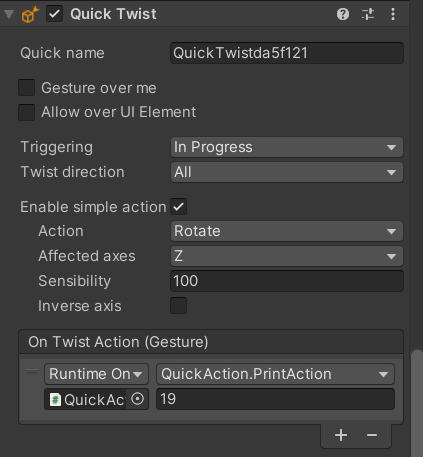 Quick Twist
Quick name QuickTwistda5f121
Gesture over me
Allow over UI Element
Triggering In Progress
Twist direction All
Enable simple action
Action Rotate
Affected axes Z
Sensibility 100
Inverse axis
On Twist Action (Gesture)
Runtime On QuickAction.PrintAction
QuickAc 19